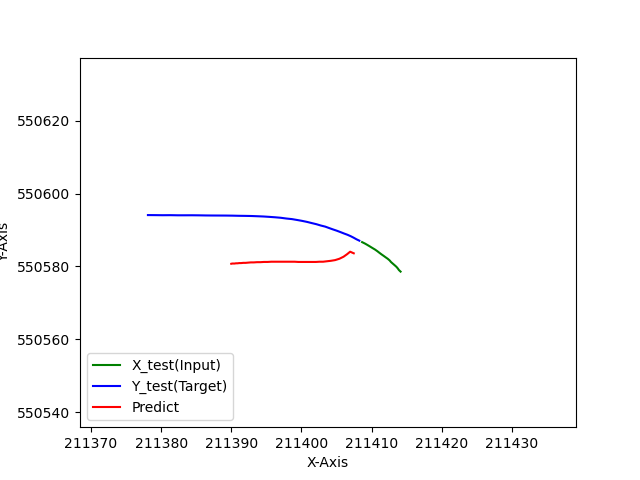 550620
550600
550580
550560
550540
Y-Axis
X_test(Input)
Y_test(Target)
Predict
211370 211380 211390 211400 211410 211420 211430
X-Axis